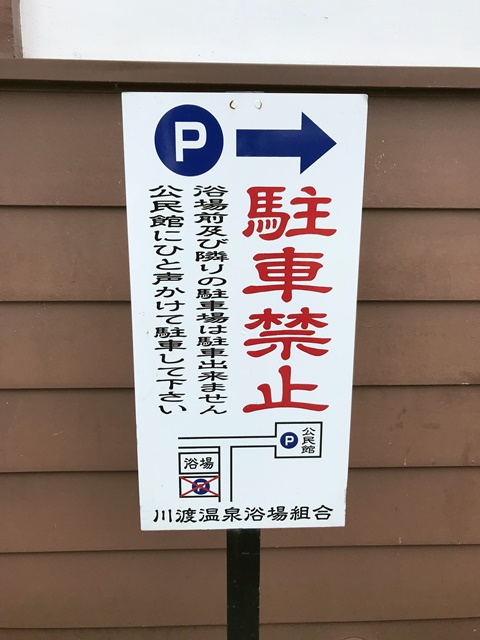 P
駐車禁止
浴場前及び隣りの駐車場は駐車出来ません
公民館にひと声かけて駐車して下さい
公民館
P
浴場
P
川渡温泉浴場組合